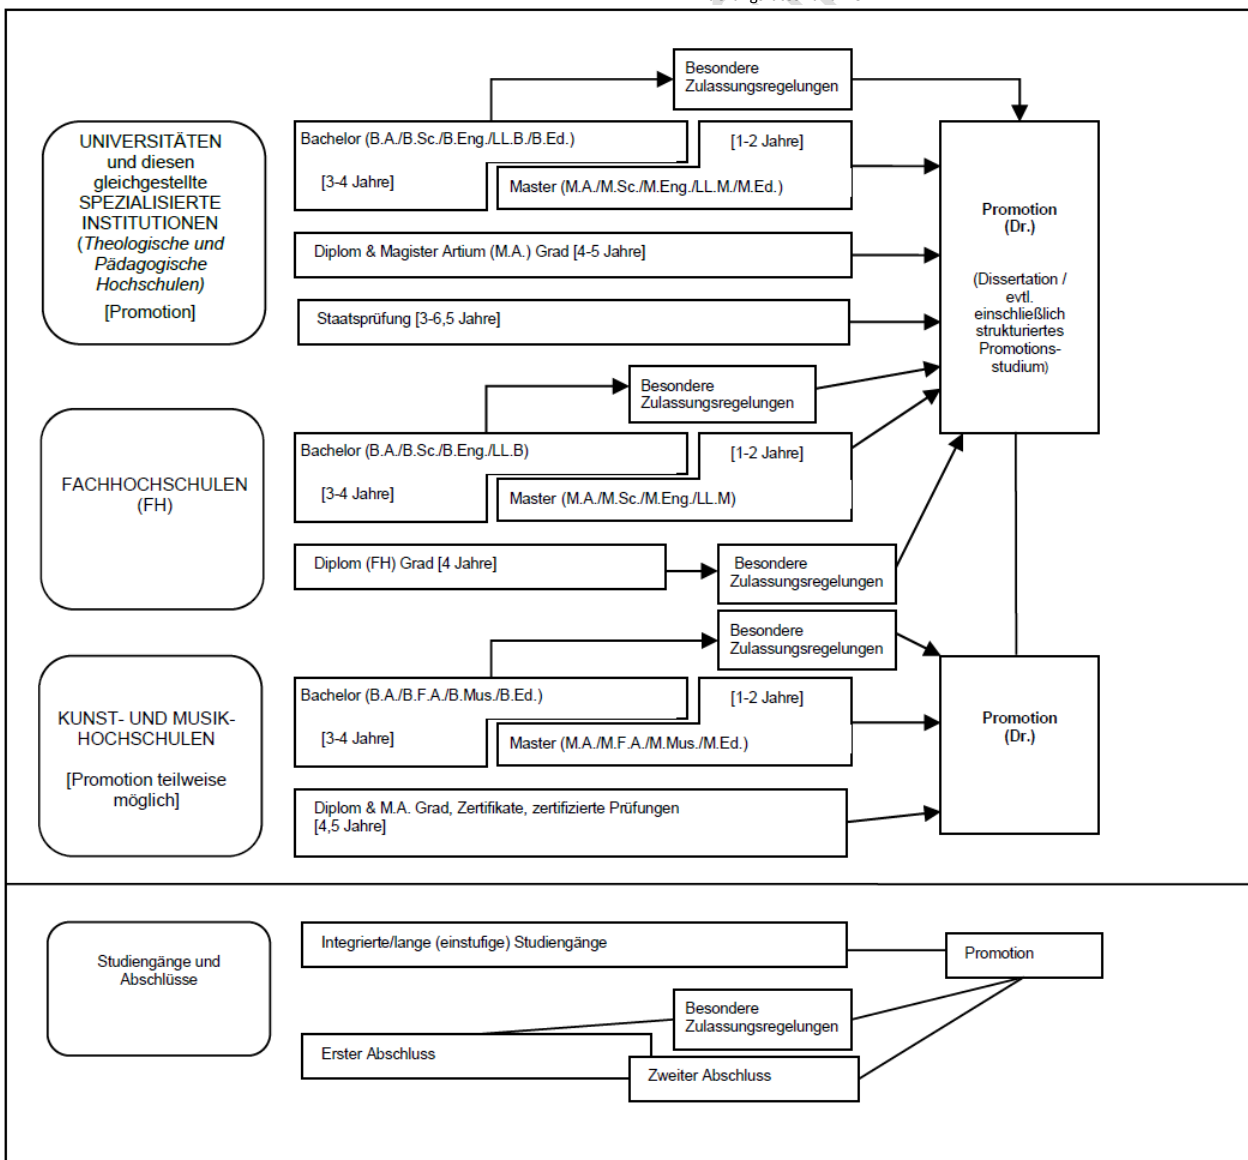 Besondere
Zulassungsregelungen
UNIVERSITÄTEN
und diesen
gleichgestellte
SPEZIALISIERTE
INSTITUTIONEN
(Theologische und
Pädagogische
Hochschulen)
[Promotion]
Bachelor (B.A./B.Sc./B.Eng./LL.B./B.Ed.)
[1-2 Jahre]
[3-4 Jahre]
Master (M.A./M.Sc./M.Eng./LL.M./M.Ed.)
Diplom & Magister Artium (M.A.) Grad [4-5 Jahre]
Staatsprüfung [3-6,5 Jahre]
Promotion
(Dr.)
(Dissertation /
evtl.
einschließlich
strukturiertes
Promotions-
studium)
Besondere
Zulassungsregelungen
FACHHOCHSCHULEN
(FH)
Bachelor (B.A./B.Sc./B.Eng./LL.B)
[1-2 Jahre]
[3-4 Jahre]
Master (M.A./M.Sc./M.Eng./LL.M)
Diplom (FH) Grad [4 Jahre]
Besondere
Zulassungsregelungen
Besondere
Zulassungsregelungen
KUNST- UND MUSIK-
HOCHSCHULEN
[Promotion teilweise
möglich]
Bachelor (B.A./B.F.A./B.Mus./B.Ed.)
[1-2 Jahre]
[3-4 Jahre]
Master (M.A./M.F.A./M.Mus./M.Ed.)
Diplom & M.A. Grad, Zertifikate, zertifizierte Prüfungen
[4,5 Jahre]
Promotion
(Dr.)
Studiengänge und
Abschlüsse
Integrierte/lange (einstufige) Studiengänge
Promotion
Besondere
Zulassungsregelungen
Erster Abschluss
Zweiter Abschluss